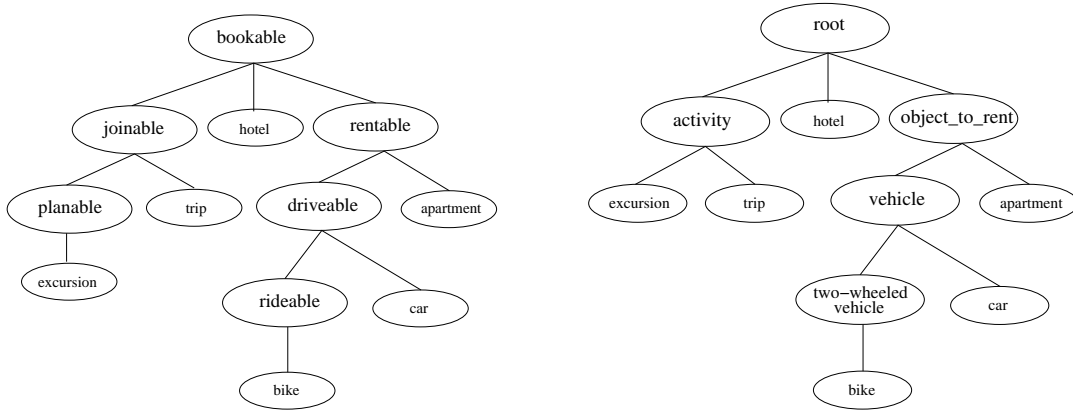 bookable
joinable
hotel
rentable
planable
trip
driveable
apartment
excursion
rideable
car
bike
root
activity
hotel
object_to_rent
excursion
trip
vehicle
apartment
two-wheeled
vehicle
car
bike